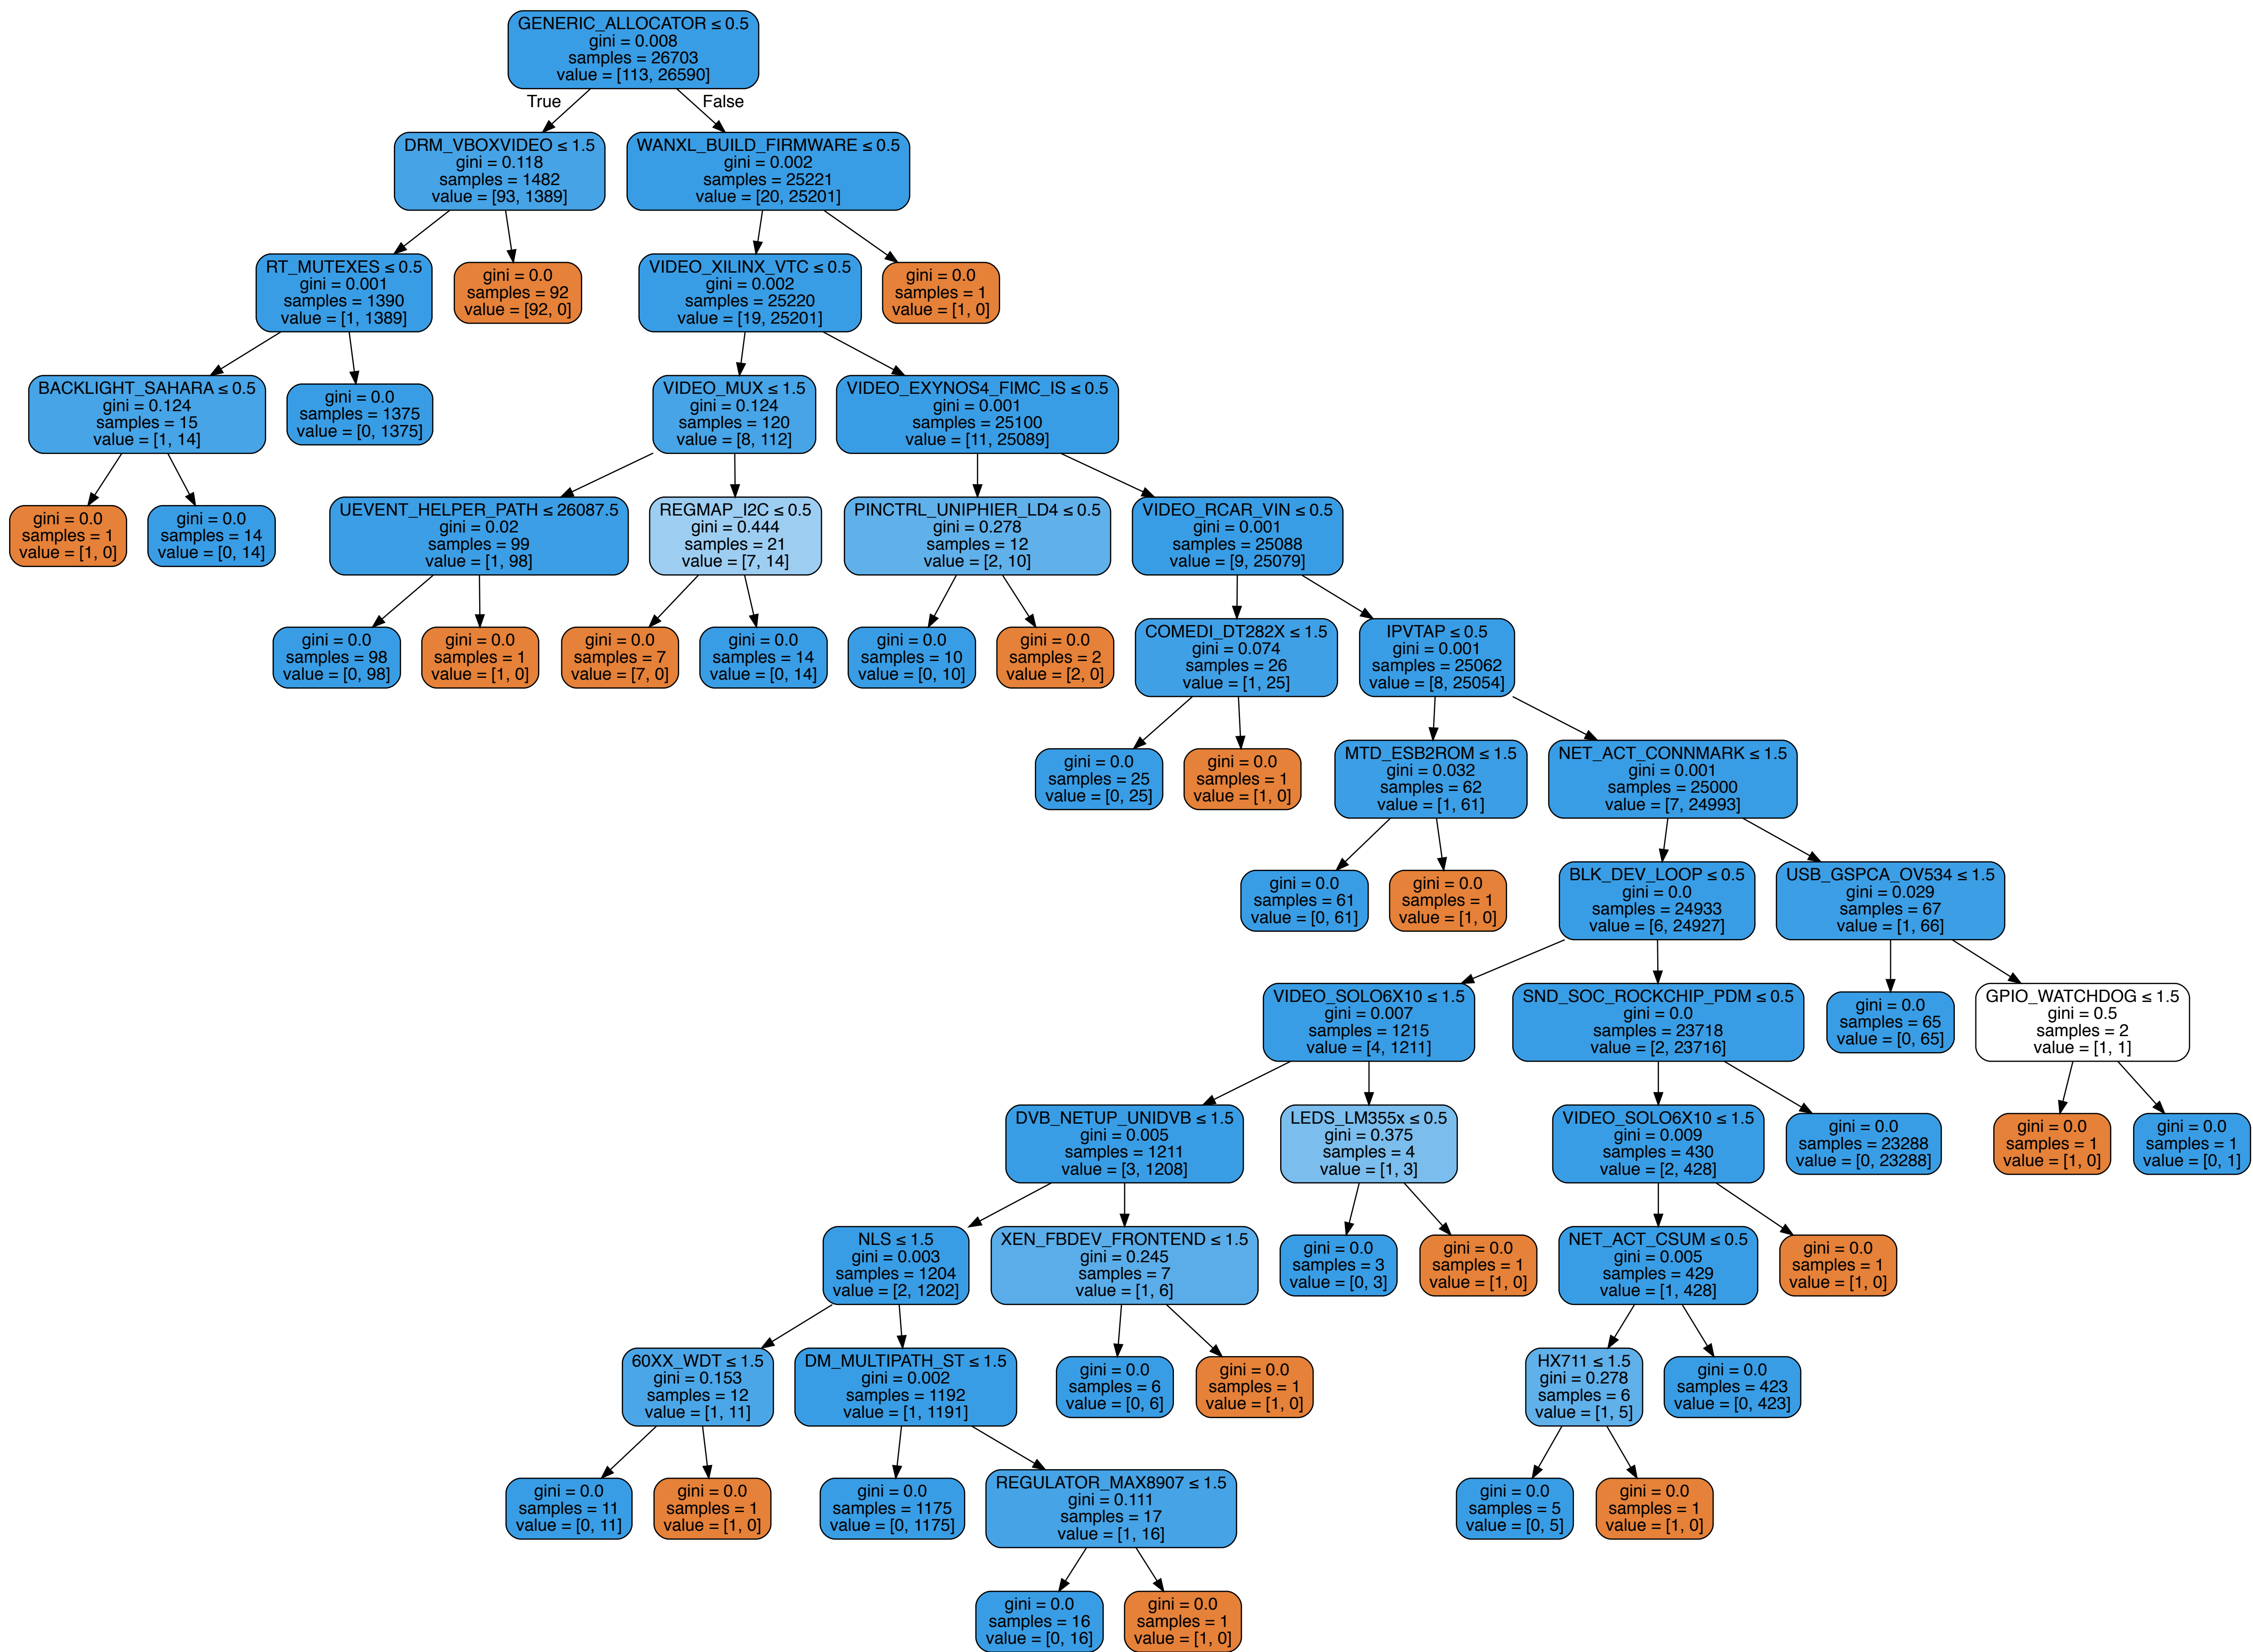 GENERIC_ALLOCATOR ≤ 0.5
gini = 0.008
samples = 26703
value = [113, 26590]
True
False
DRM_VBOXVIDEO ≤ 1.5
gini = 0.118
samples = 1482
value = [93, 1389]
WANXL_BUILD_FIRMWARE ≤ 0.5
gini = 0.002
samples = 25221
value = [20, 25201]
RT_MUTEXES ≤ 0.5
gini = 0.001
samples = 1390
value = [1, 1389]
gini = 0.0
samples = 92
value = [92, 0]
VIDEO_XILINX_VTC ≤ 0.5
gini = 0.002
samples = 25220
value = [19, 25201]
gini = 0.0
samples = 1
value = [1, 0]
BACKLIGHT_SAHARA ≤ 0.5
gini = 0.124
samples = 15
value = [1, 14]
gini = 0.0
samples = 1375
value = [0, 1375]
VIDEO_MUX ≤ 1.5
gini = 0.124
samples = 120
value = [8, 112]
VIDEO_EXYNOS4_FIMC_IS ≤ 0.5
gini = 0.001
samples = 25100
value = [11, 25089]
gini = 0.0
samples = 1
value = [1, 0]
gini = 0.0
samples = 14
value = [0, 14]
UEVENT_HELPER_PATH ≤ 26087.5
gini = 0.02
samples = 99
value = [1, 98]
REGMAP_I2C ≤ 0.5
gini = 0.444
samples = 21
value = [7, 14]
PINCTRL_UNIPHIER_LD4 ≤ 0.5
gini = 0.278
samples = 12
value = [2, 10]
VIDEO_RCAR_VIN ≤ 0.5
gini = 0.001
samples = 25088
value = [9, 25079]
gini = 0.0
samples = 98
value = [0, 98]
gini = 0.0
samples = 1
value = [1, 0]
gini = 0.0
samples = 7
value = [7, 0]
gini = 0.0
samples = 14
value = [0, 14]
gini = 0.0
samples = 10
value = [0, 10]
gini = 0.0
samples = 2
value = [2, 0]
COMEDI_DT282X ≤ 1.5
gini = 0.074
samples = 26
value = [1, 25]
IPVTAP ≤ 0.5
gini = 0.001
samples = 25062
value = [8, 25054]
gini = 0.0
samples = 25
value = [0, 25]
gini = 0.0
samples = 1
value = [1, 0]
MTD_ESB2ROM ≤ 1.5
gini = 0.032
samples = 62
value = [1, 61]
NET_ACT_CONNMARK ≤ 1.5
gini = 0.001
samples = 25000
value = [7, 24993]
gini = 0.0
samples = 61
value = [0, 61]
gini = 0.0
samples = 1
value = [1, 0]
BLK_DEV_LOOP ≤ 0.5
gini = 0.0
samples = 24933
value = [6, 24927]
USB_GSPCA_OV534 ≤ 1.5
gini = 0.029
samples = 67
value = [1, 66]
VIDEO_SOLO6X10 ≤ 1.5
gini = 0.007
samples = 1215
value = [4, 1211]
SND_SOC_ROCKCHIP_PDM ≤ 0.5
gini = 0.0
samples = 23718
value = [2, 23716]
gini = 0.0
samples = 65
value = [0, 65]
GPIO_WATCHDOG ≤ 1.5
gini = 0.5
samples = 2
value = [1, 1]
DVB_NETUP_UNIDVB ≤ 1.5
gini = 0.005
samples = 1211
value = [3, 1208]
LEDS_LM355x ≤ 0.5
gini = 0.375
samples = 4
value = [1, 3]
VIDEO_SOLO6X10 ≤ 1.5
gini = 0.009
samples = 430
value = [2, 428]
gini = 0.0
samples = 23288
value = [0, 23288]
gini = 0.0
samples = 1
value = [1, 0]
gini = 0.0
samples = 1
value = [0, 1]
NLS ≤ 1.5
gini = 0.003
samples = 1204
value = [2, 1202]
XEN_FBDEV_FRONTEND ≤ 1.5
gini = 0.245
samples = 7
value = [1, 6]
gini = 0.0
samples = 3
value = [0, 3]
gini = 0.0
samples = 1
value = [1, 0]
NET_ACT_CSUM ≤ 0.5
gini = 0.005
samples = 429
value = [1, 428]
gini = 0.0
samples = 1
value = [1, 0]
60XX_WDT ≤ 1.5
gini = 0.153
samples = 12
value = [1, 11]
DM_MULTIPATH_ST ≤ 1.5
gini = 0.002
samples = 1192
value = [1, 1191]
gini = 0.0
samples = 6
value = [0, 6]
gini = 0.0
samples = 1
value = [1, 0]
HX711 ≤ 1.5
gini = 0.278
samples = 6
value = [1, 5]
gini = 0.0
samples = 423
value = [0, 423]
gini = 0.0
samples = 11
value = [0, 11]
gini = 0.0
samples = 1
value = [1, 0]
gini = 0.0
samples = 1175
value = [0, 1175]
REGULATOR_MAX8907 ≤ 1.5
gini = 0.111
samples = 17
value = [1, 16]
gini = 0.0
samples = 5
value = [0, 5]
gini = 0.0
samples = 1
value = [1, 0]
gini = 0.0
samples = 16
value = [0, 16]
gini = 0.0
samples = 1
value = [1, 0]